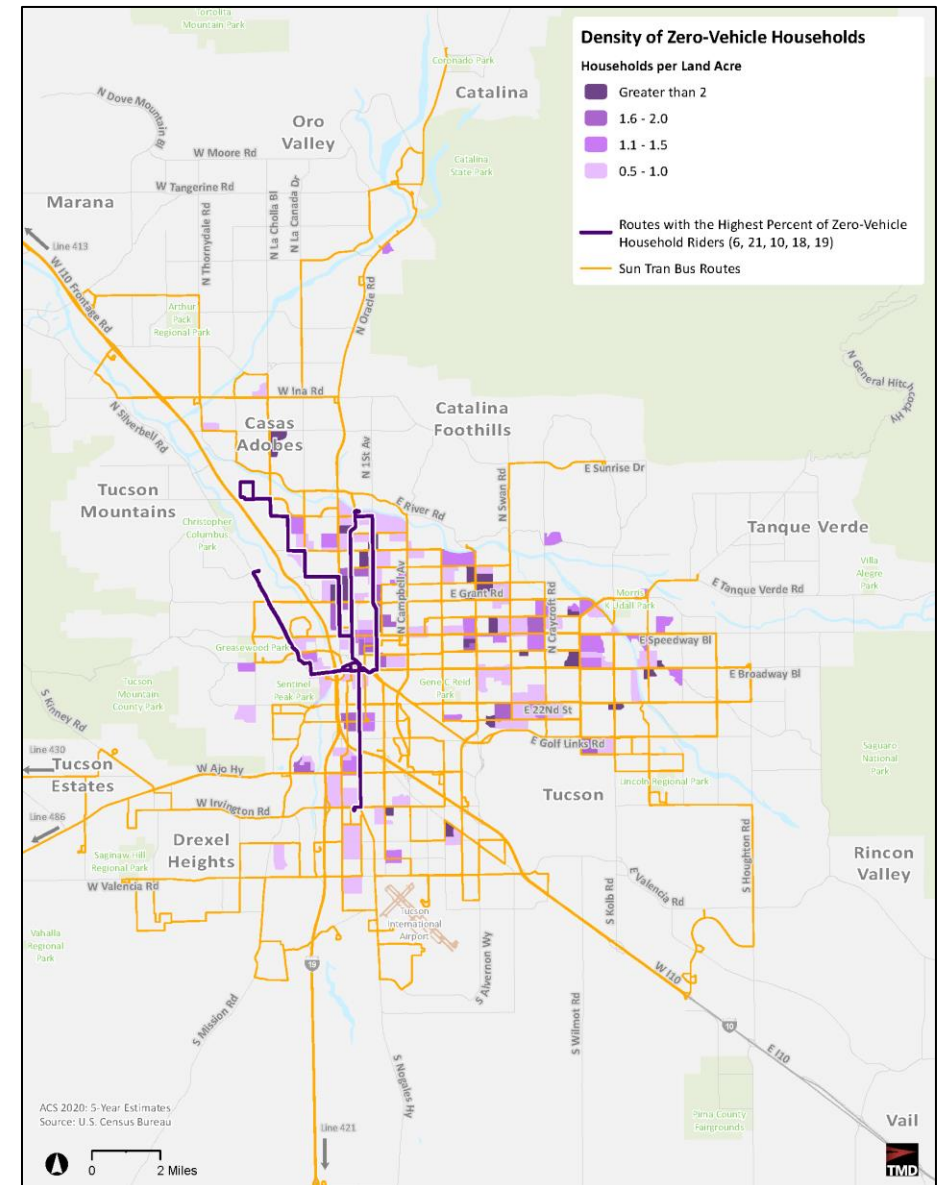 Tortolita
Mountain Park
Density of Zero-Vehicle Households
Households per Land Acre
Greater than 2
1.6 - 2.0
1.1 - 1.5
0.5 - 1.0
Routes with the Highest Percent of Zero-Vehicle
Household Riders (6, 21, 10, 18, 19)
Sun Tran Bus Routes
Coronado Park
Catalina
N Dove Mountain Bl
Oro
Valley
W Moore Rd
Catalina
State Park
W Tangerine Rd
Marana
N Thornydale Rd
N La Cholla Bl
N La Canada Dr
Line 413
W I10 Frontage Rd
N Oracle Rd
Arthur
Pack
Regional Park
N General Hitchcock Hy
W Ina Rd
N Silverbell Rd
Casas
Adobes
Catalina
Foothills
N 1St Av
E Sunrise Dr
N Swan Rd
Tucson
Mountains
E River Rd
Christopher
Columbus
Park
Tanque Verde
Villa
Alegre
Park
E Tanque Verde Rd
N Campbell Av
E Grant Rd
N Craycroft Rd
Morris
K Udall Park
Greasewood Park
E Speedway Bl
E Broadway Bl
Tucson
Mountain
County Park
Sentinel
Peak Park
Gene C Reid
Park
S Kinney Rd
E 22Nd St
E Golf Links Rd
Saguaro
National
Park
Line 430
Tucson
Estates
W Ajo Hy
Lincoln Regional Park
Tucson
W Irvington Rd
Line 486
Drexel
Heights
Saginaw Hill
Regional Park
Rincon
Valley
S Houghton Rd
W Valencia Rd
E Valencia Rd
S Kolb Rd
Tucson
International
Airport
Vahalla
Regional
Park
19
S Alvernon Wy
W I10
S Mission Rd
S Wilmot Rd
10
E I10
S Nogales Hy
ACS 2020: 5-Year Estimates
Source: U.S. Census Bureau
Pima County
Fairgrounds
Vail
Line 421
0 2 Miles
TMD